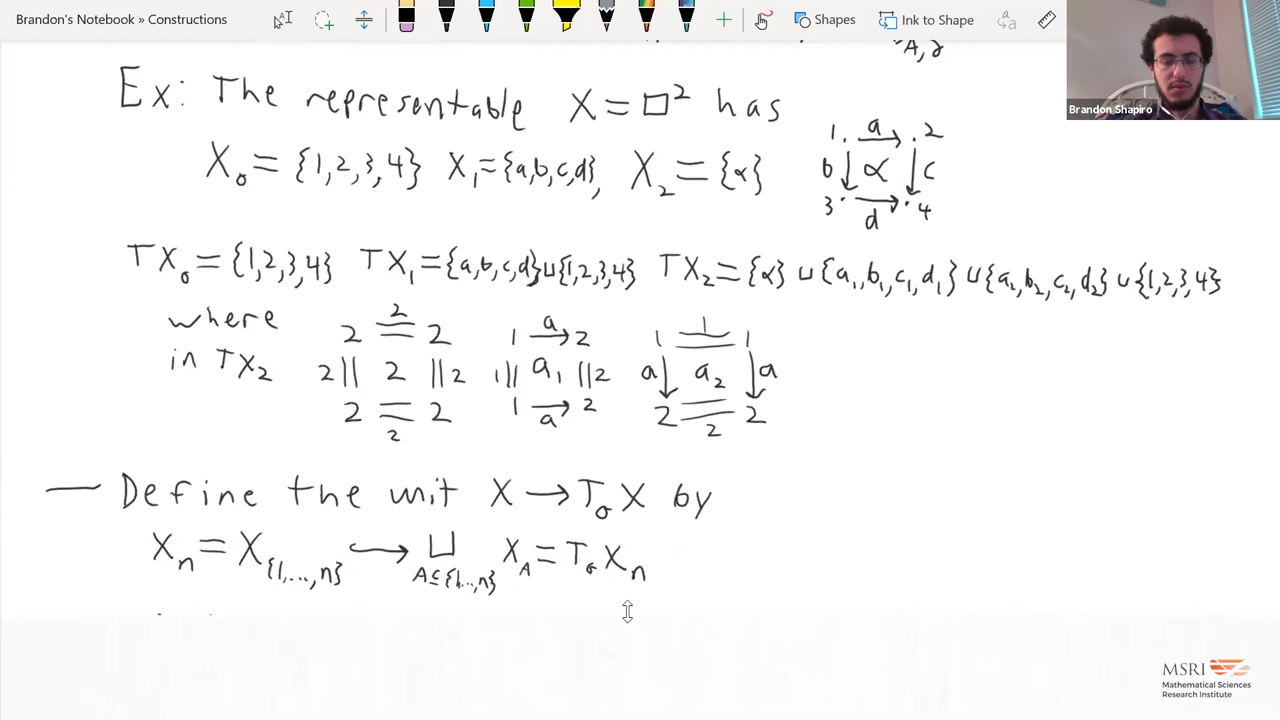 Brandon's Notebook » Constructions
Shapes
Ink to Shape
A,γ
Brandon Shapiro
Ex: The representable X = □² has
X₀ = {1,2,3,4} X₁ = {a,b,c,d}, X₂ = {α}
1. a . 2
b α c
3 . d . 4
TX₀ = {1,2,3,4} TX₁ = {a,b,c,d} ⊔ {1,2,3,4} TX₂ = {α} ⊔ {a₁,b₁,c₁,d₁} ⊔ {a₂,b₂,c₂,d₂} ⊔ {1,2,3,4}
where
in TX₂
2 = 2 2
2 || 2 || 2
2 = 2
2
1 a → 2
1 || a₁ || 2
1 → 2
a
1 = 1 1
a ↓ a₂ ↓ a
2 = 2
2
— Define the unit X → TσX by
Xₙ = X{1,...,n} ↪ ⊔ A⊆{1,...,n} X_A = TσXₙ
MSRI
Mathematical Sciences
Research Institute